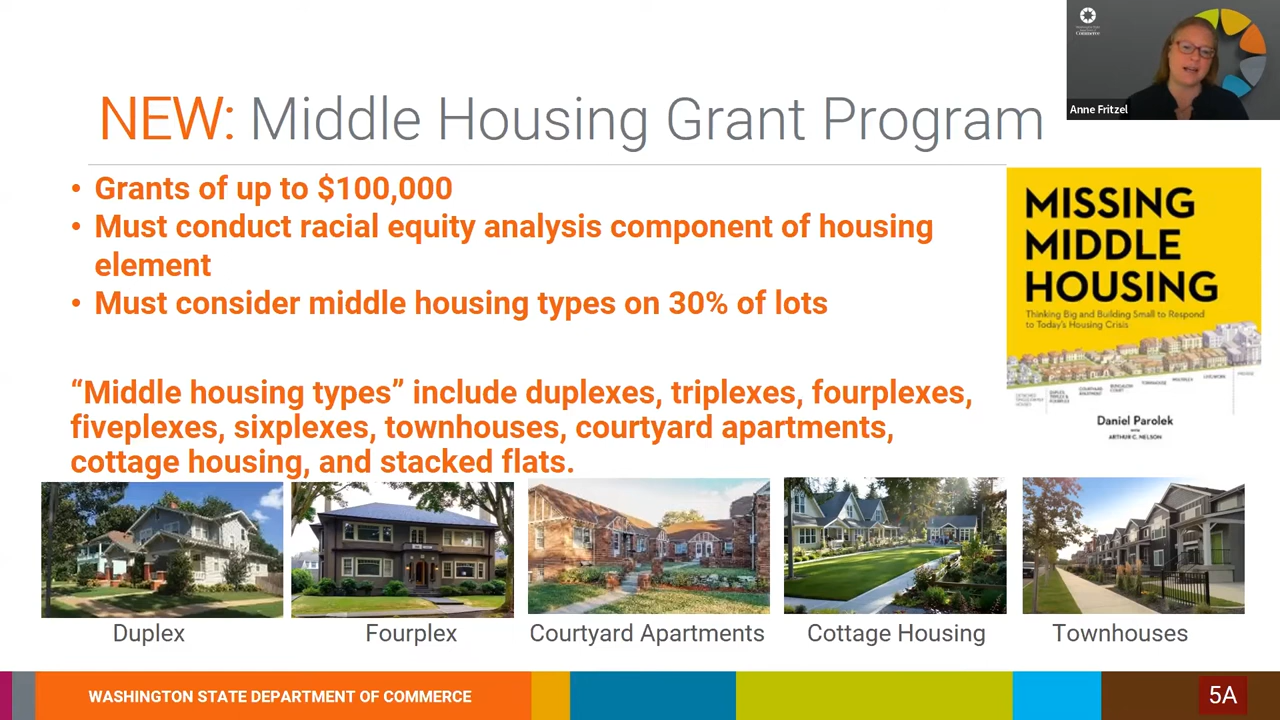 Commerce
Anne Fritzel
NEW: Middle Housing Grant Program
• Grants of up to $100,000
• Must conduct racial equity analysis component of housing
element
• Must consider middle housing types on 30% of lots
“Middle housing types” include duplexes, triplexes, fourplexes,
fiveplexes, sixplexes, townhouses, courtyard apartments,
cottage housing, and stacked flats.
MISSING
MIDDLE
HOUSING
Thinking Big and Building Small to Respond
to Today's Housing Crisis
Daniel Parolek
ARTHUR C. NELSON
Duplex
Fourplex
Courtyard Apartments
Cottage Housing
Townhouses
WASHINGTON STATE DEPARTMENT OF COMMERCE
5A